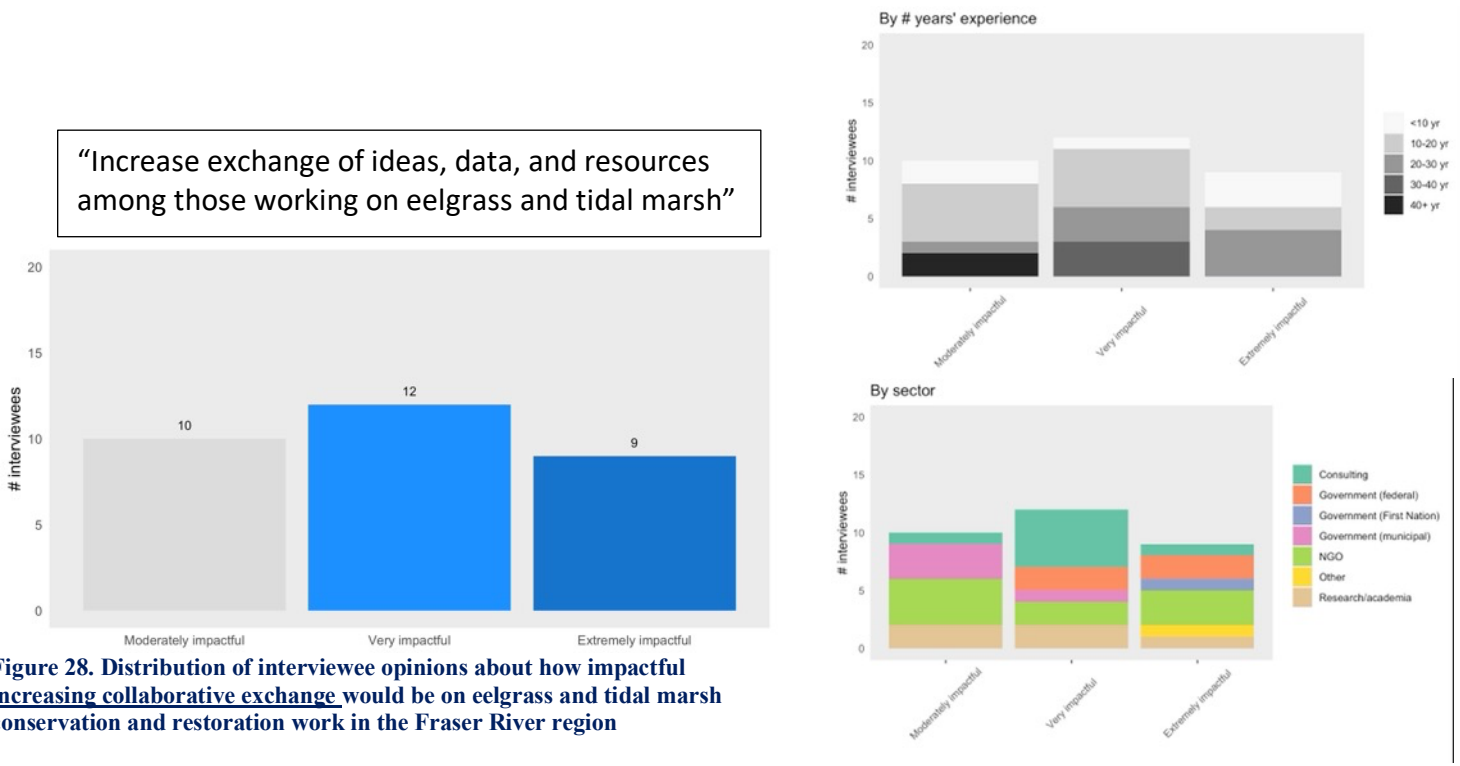 “Increase exchange of ideas, data, and resources
among those working on eelgrass and tidal marsh”
20
15
10
5
0
# interviewees
10
12
9
Moderately impactful
Very impactful
Extremely impactful
igure 28. Distribution of interviewee opinions about how impactful
ncreasing collaborative exchange would be on eelgrass and tidal marsh
onservation and restoration work in the Fraser River region
By # years' experience
20
15
10
5
0
# interviewees
Moderately impactful
Very impactful
Extremely impactful
<10 yr
10-20 yr
20-30 yr
30-40 yr
40+ yr
By sector
20
15
10
5
0
# interviewees
Moderately impactful
Very impactful
Extremely impactful
Consulting
Government (federal)
Government (First Nation)
Government (municipal)
NGO
Other
Research/academia